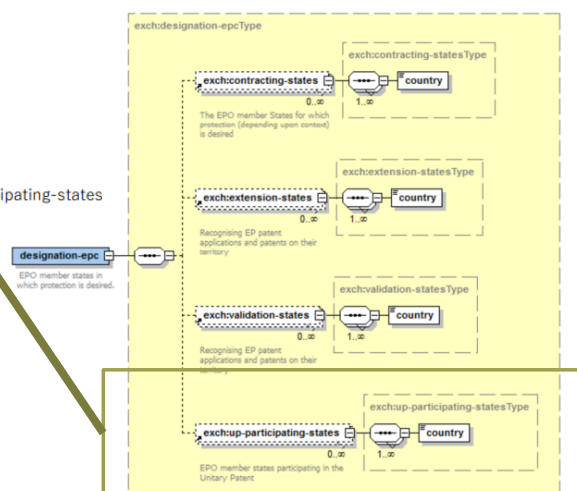 exch:designation-epcType
exch:contracting-statesType
exch:contracting-states
country
0..∞
1..∞
The EPO member States for which
protection (depending upon context)
is desired
exch:extension-statesType
ipating-states
exch:extension-states
country
0..∞
1..∞
Recognising EP patent
applications and patents on their
territory
designation-epc
EPO member states in
which protection is desired.
exch:validation-statesType
exch:validation-states
country
0..∞
1..∞
Recognising EP patent
applications and patents on their
territory
exch:up-participating-statesType
exch:up-participating-states
country
0..∞
1..∞
EPO member states participating in the
Unitary Patent